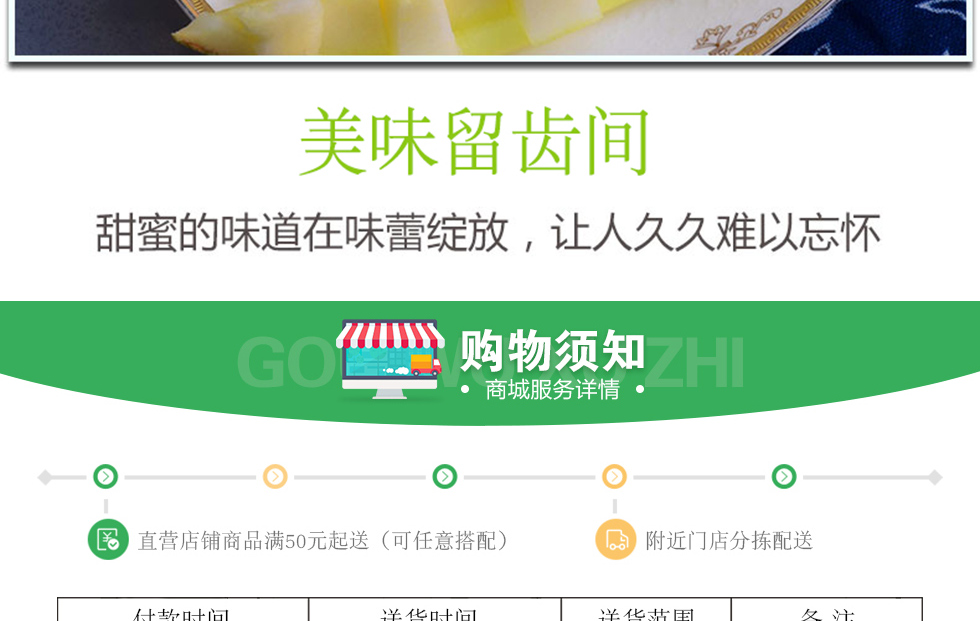 美味留齿间
甜蜜的味道在味蕾绽放，让人久久难以忘怀
购物须知
• 商城服务详情 •
直营店铺商品满50元起送（可任意搭配）
附近门店分拣配送
付款时间 送货时间 送货范围 备 注